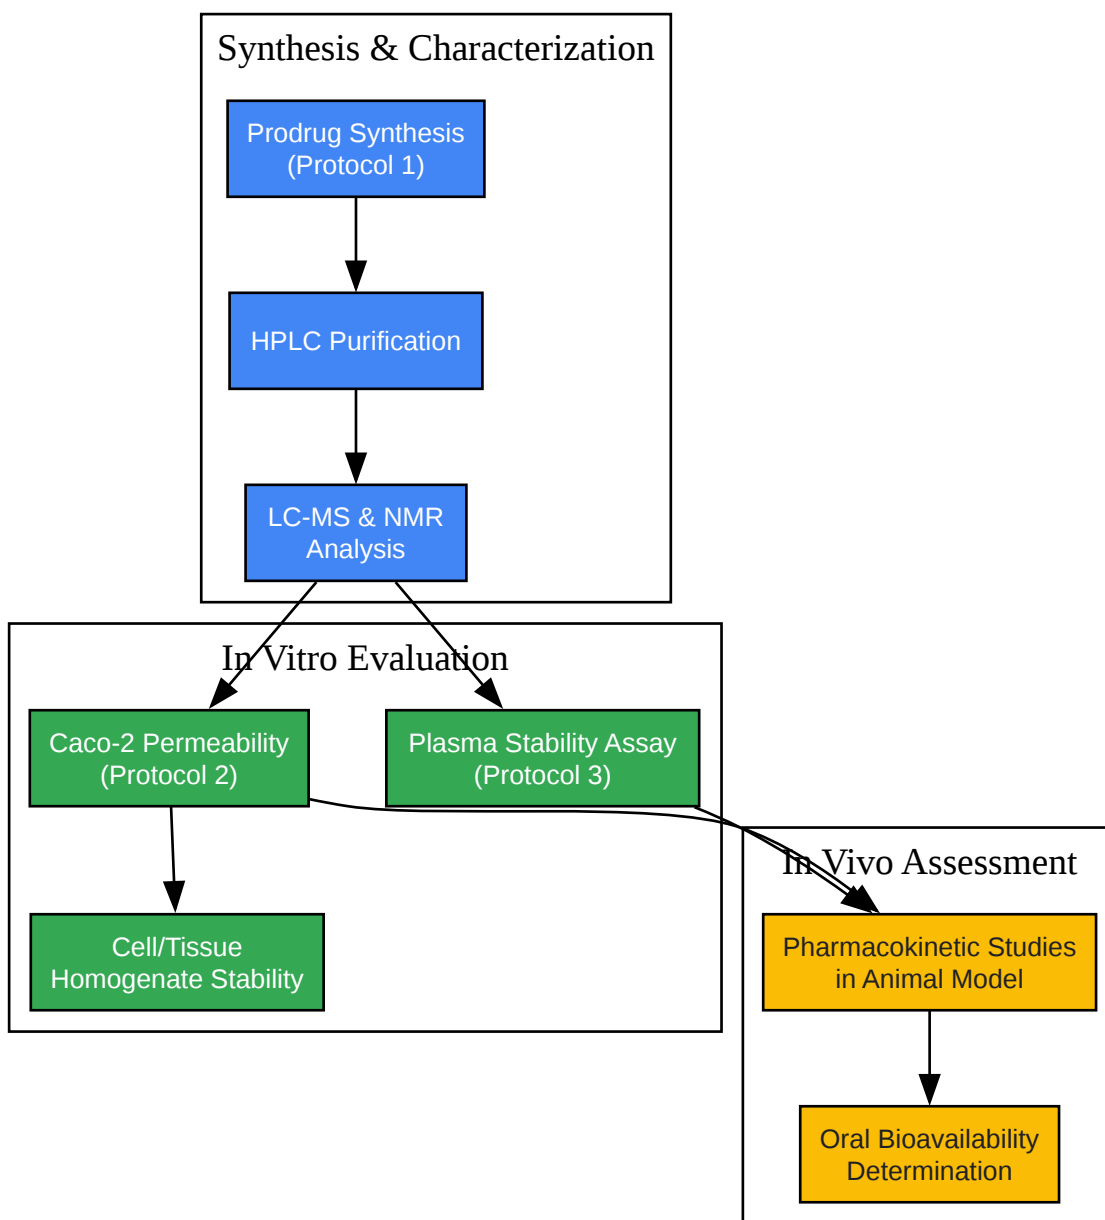 Synthesis & Characterization
Prodrug Synthesis
(Protocol 1)
HPLC Purification
LC-MS & NMR
Analysis
In Vitro Evaluation
Caco-2 Permeability
(Protocol 2)
Plasma Stability Assay
(Protocol 3)
Cell/Tissue
Homogenate Stability
In Vivo Assessment
Pharmacokinetic Studies
in Animal Model
Oral Bioavailability
Determination